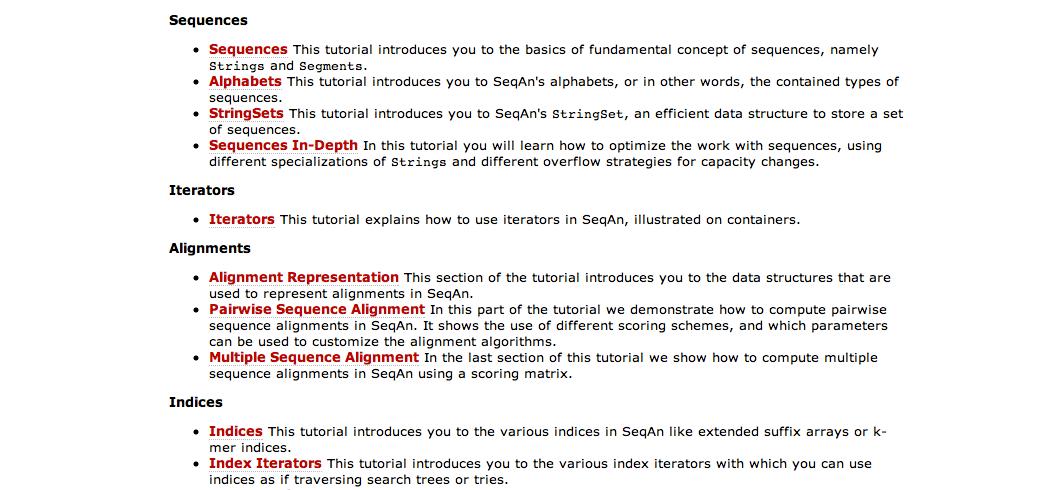 Sequences
• Sequences This tutorial introduces you to the basics of fundamental concept of sequences, namely
Strings and Segments.
• Alphabets This tutorial introduces you to SeqAn's alphabets, or in other words, the contained types of
sequences.
• StringSets This tutorial introduces you to SeqAn's StringSet, an efficient data structure to store a set
of sequences.
• Sequences In-Depth In this tutorial you will learn how to optimize the work with sequences, using
different specializations of Strings and different overflow strategies for capacity changes.
Iterators
• Iterators This tutorial explains how to use iterators in SeqAn, illustrated on containers.
Alignments
• Alignment Representation This section of the tutorial introduces you to the data structures that are
used to represent alignments in SeqAn.
• Pairwise Sequence Alignment In this part of the tutorial we demonstrate how to compute pairwise
sequence alignments in SeqAn. It shows the use of different scoring schemes, and which parameters
can be used to customize the alignment algorithms.
• Multiple Sequence Alignment In the last section of this tutorial we show how to compute multiple
sequence alignments in SeqAn using a scoring matrix.
Indices
• Indices This tutorial introduces you to the various indices in SeqAn like extended suffix arrays or k-
mer indices.
• Index Iterators This tutorial introduces you to the various index iterators with which you can use
indices as if traversing search trees or tries.